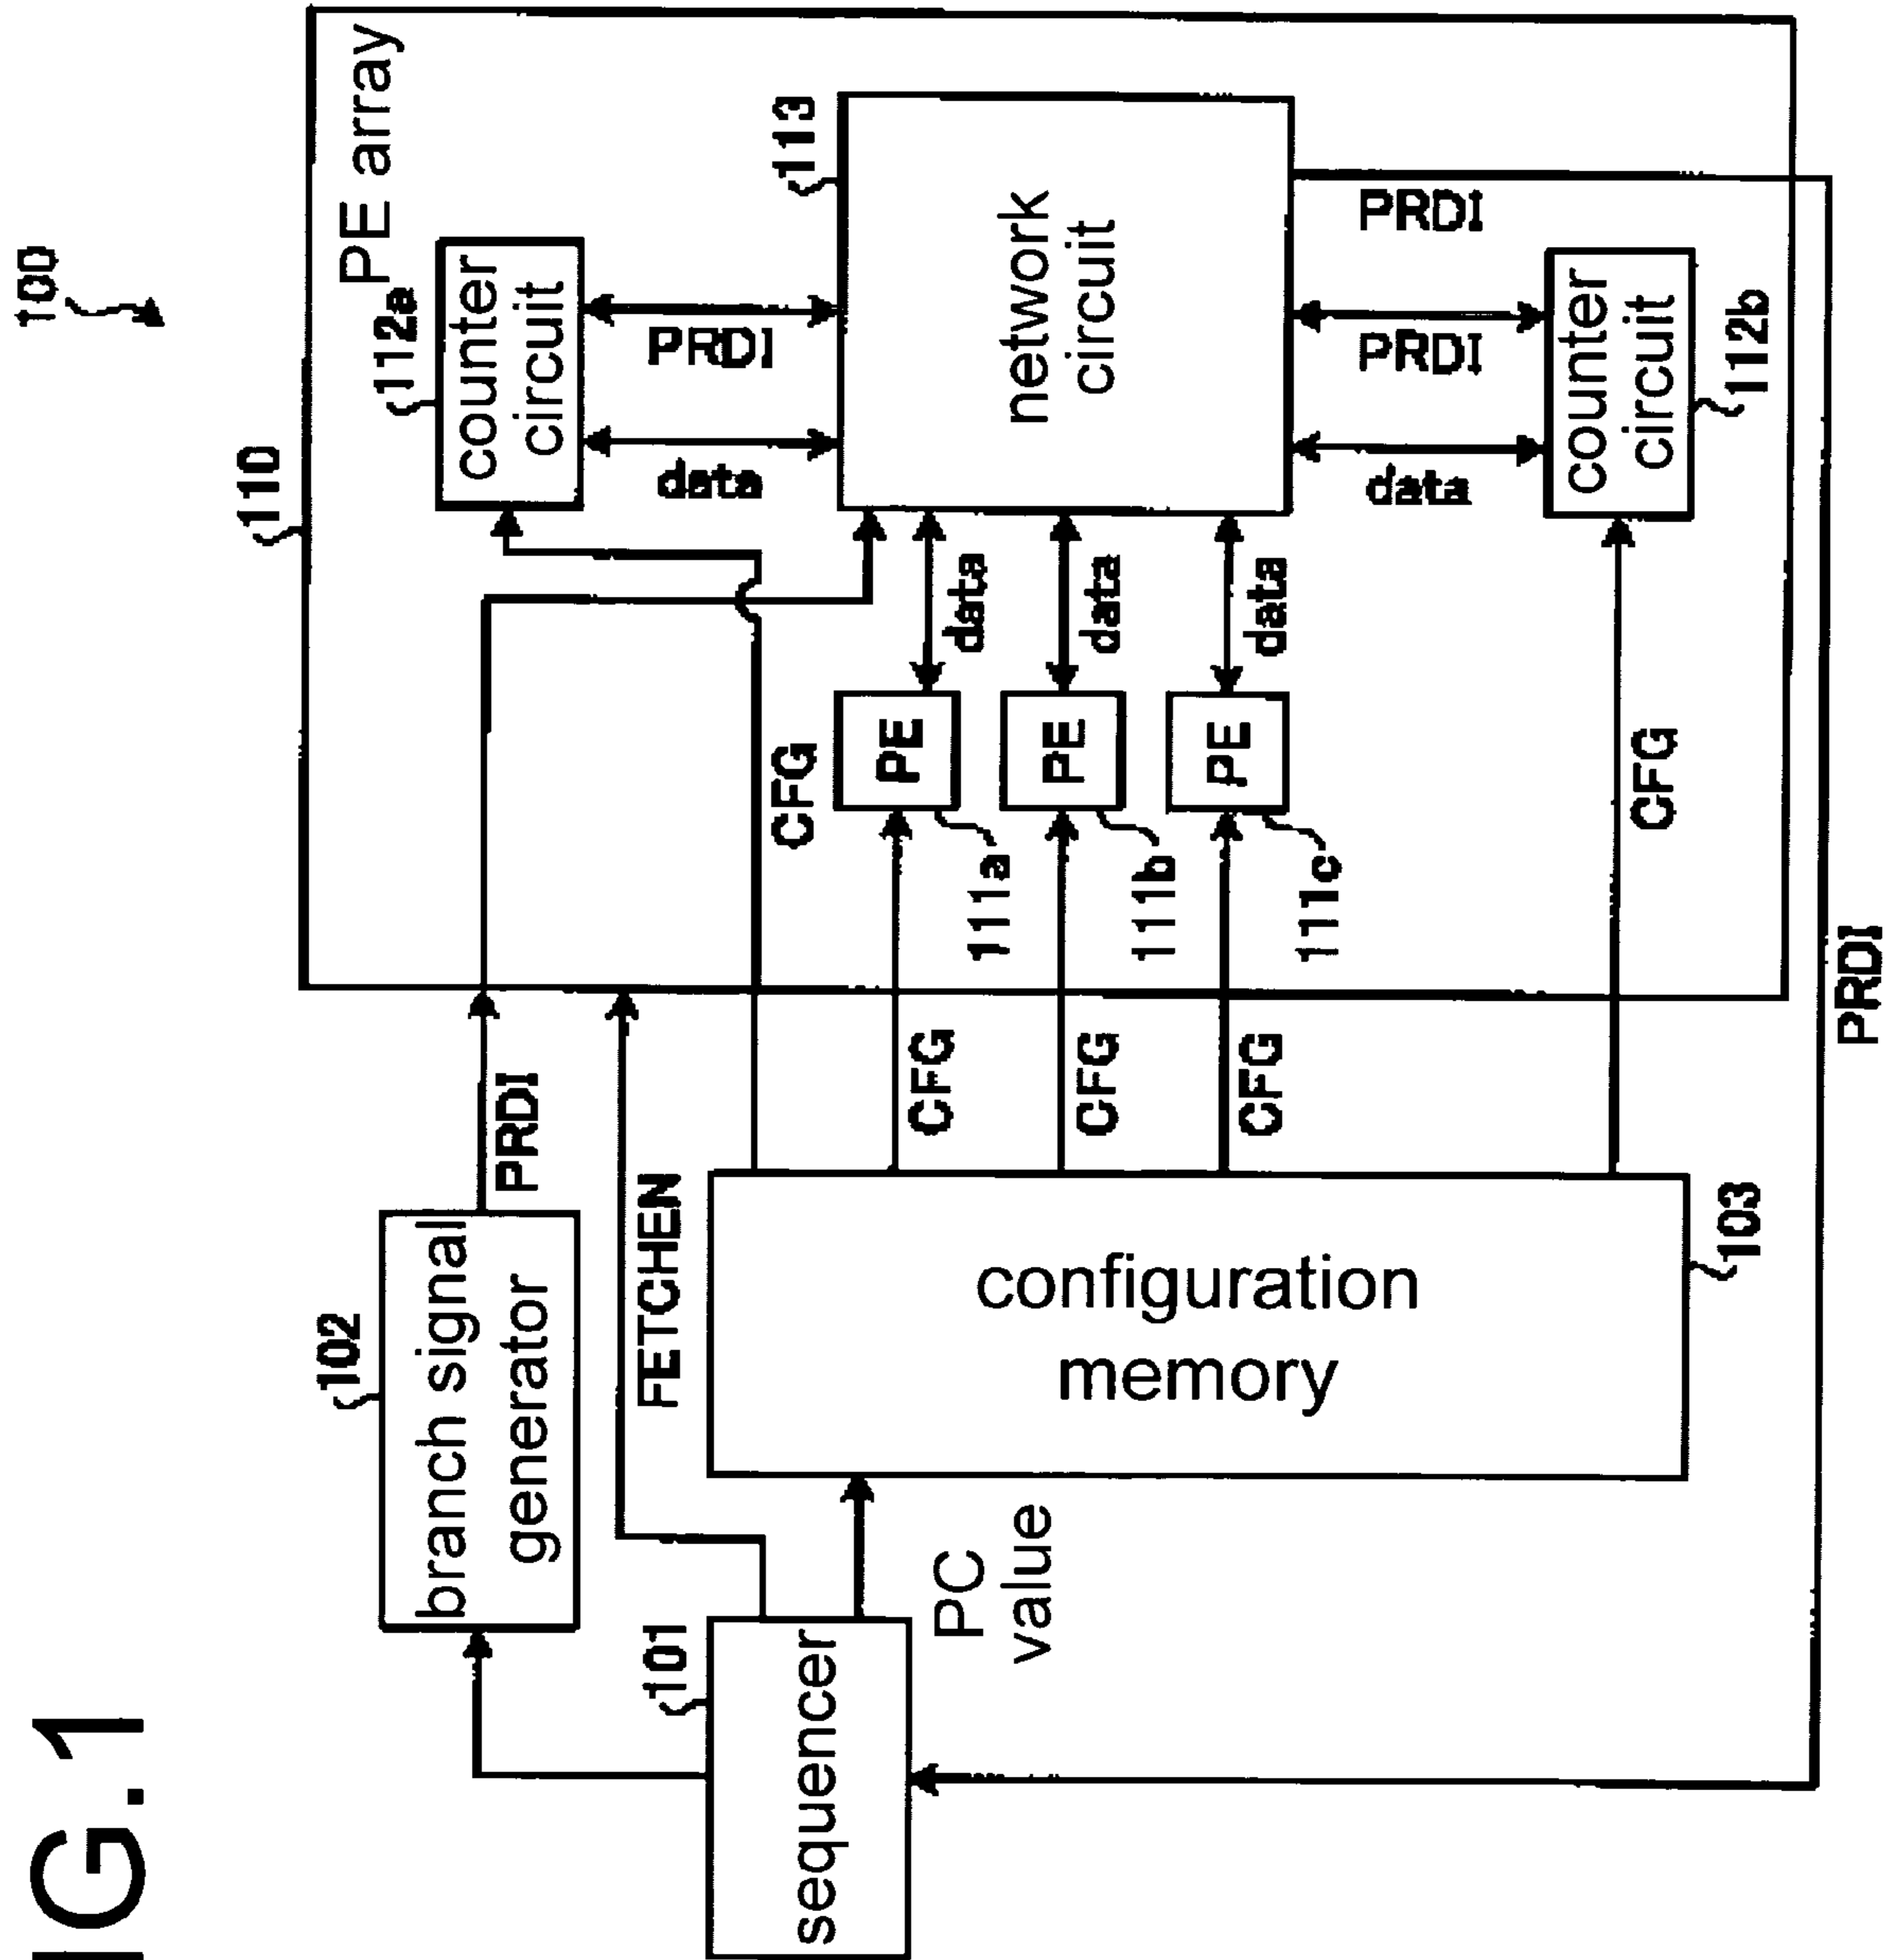 FIG.1
100
110
PE array
112a
counter
circuit
102
branch signal
generator
PRDI
data
PRDI
113
FETCHEN
101
sequencer
PC
value
configuration
memory
103
CFG
CFG
CFG
CFG
CFG
PE
PE
PE
111a
111b
111c
data
data
data
network
circuit
data
PRDI
PRDI
counter
circuit
112b
PRDI